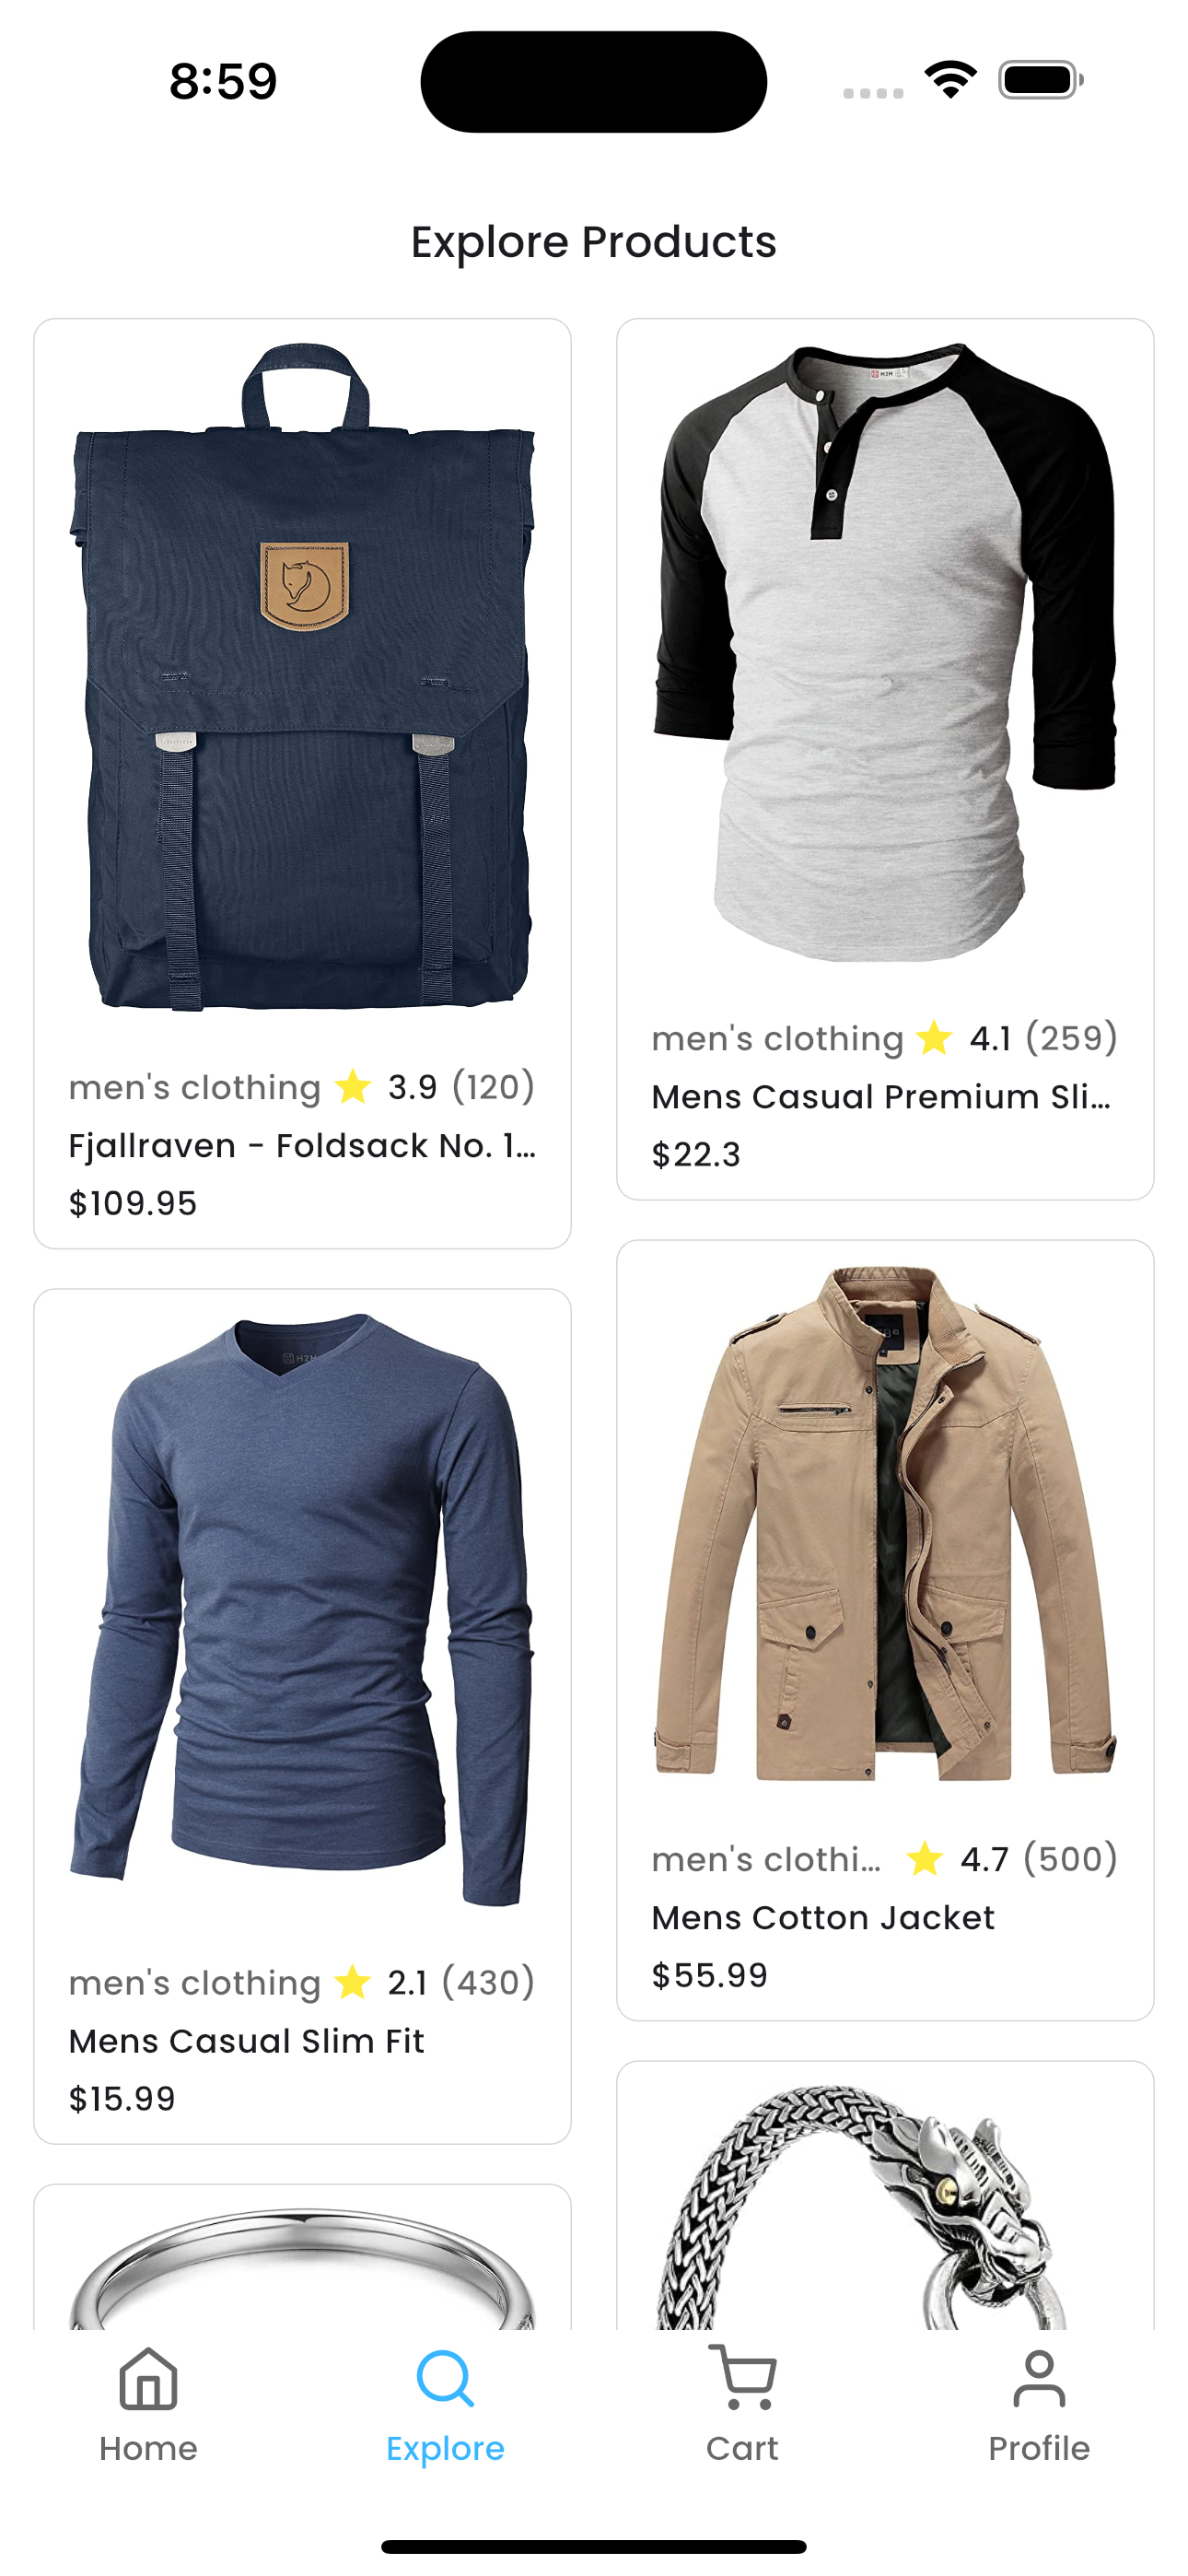 8:59
Explore Products
men's clothing 3.9 (120)
Fjallraven - Foldsack No. 1...
$109.95
H2H
men's clothing 4.1 (259)
Mens Casual Premium Sli...
$22.3
H2H
men's clothing 2.1 (430)
Mens Casual Slim Fit
$15.99
men's clothi... 4.7 (500)
Mens Cotton Jacket
$55.99
Home
Explore
Cart
Profile